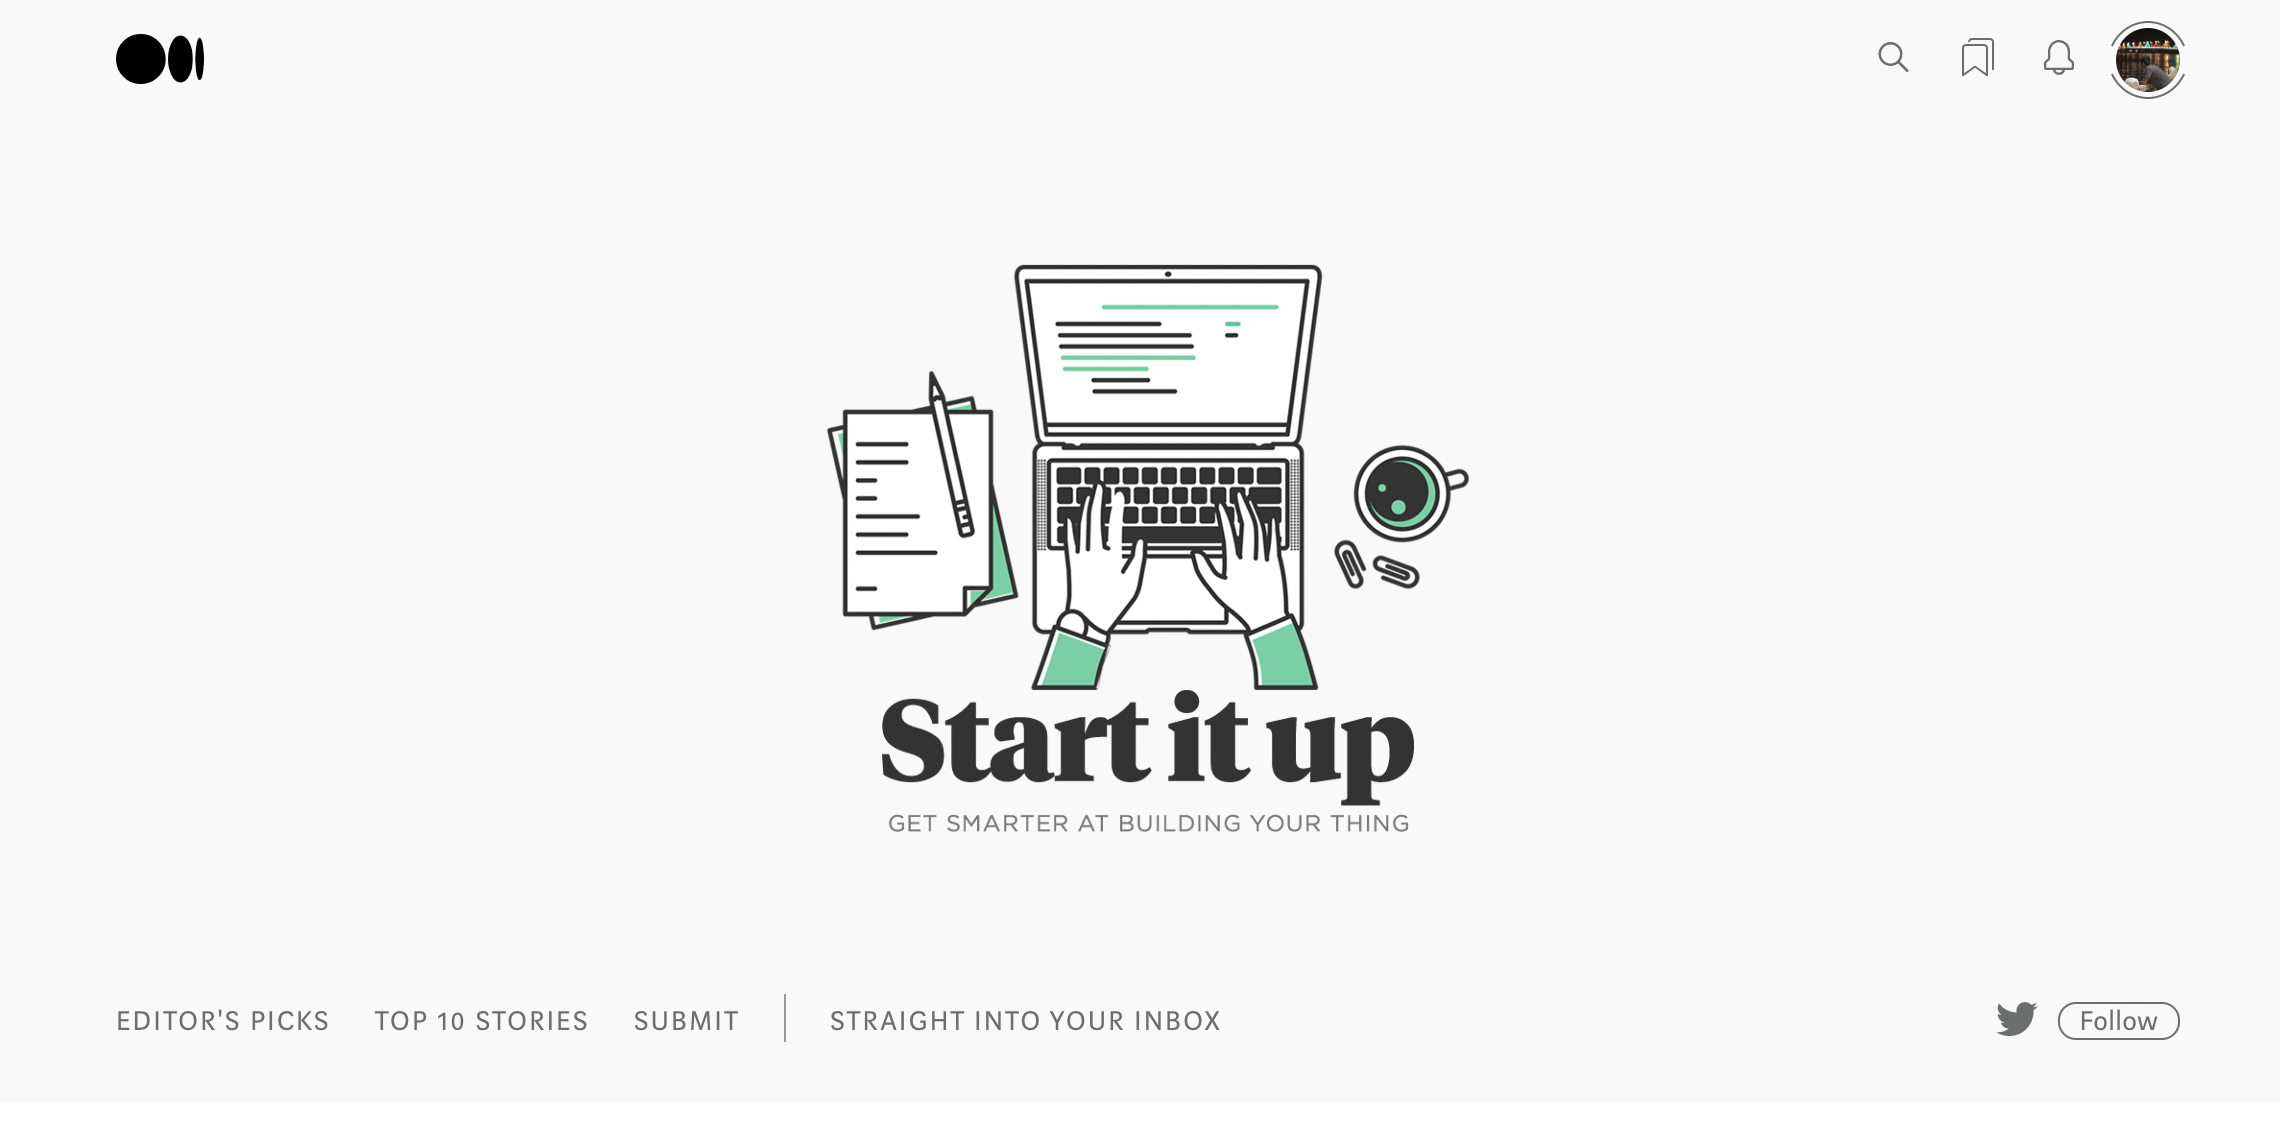 Start it up
GET SMARTER AT BUILDING YOUR THING
EDITOR'S PICKS TOP 10 STORIES SUBMIT STRAIGHT INTO YOUR INBOX Follow